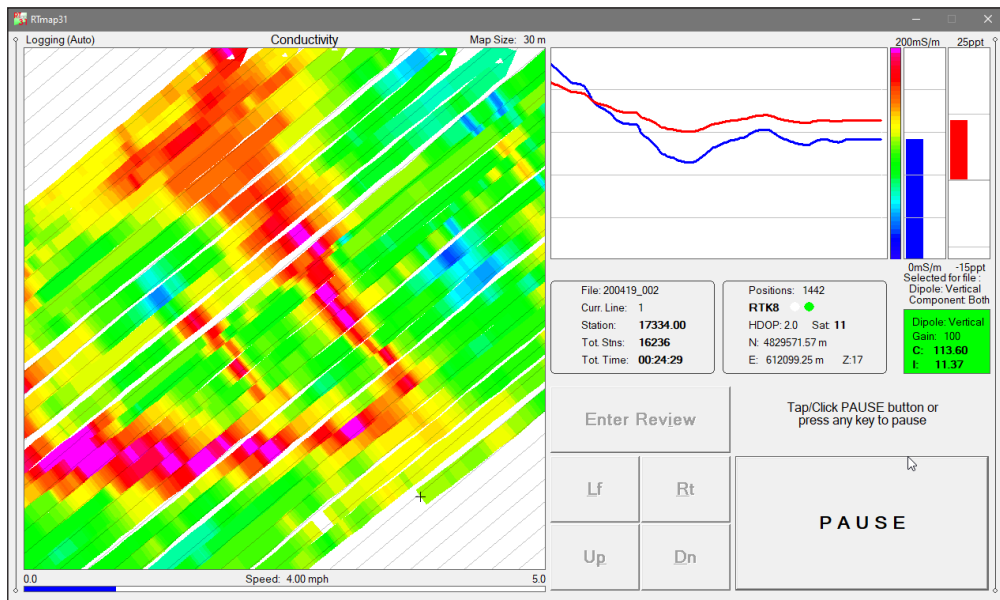 RTmap31
Logging (Auto)
Conductivity
Map Size: 30 m
200mS/m
25ppt
0mS/m
-15ppt
Selected for file :
Dipole: Vertical
Component: Both
File: 200419_002
Curr. Line: 1
Station: 17334.00
Tot. Stns: 16236
Tot. Time: 00:24:29
Positions: 1442
RTK8
HDOP: 2.0 Sat: 11
N: 4829571.57 m
E: 612099.25 m Z:17
Dipole: Vertical
Gain: 100
C: 113.60
I: 11.37
Enter Review
Tap/Click PAUSE button or
press any key to pause
Lf
Rt
Up
Dn
PAUSE
0.0
Speed: 4.00 mph
5.0